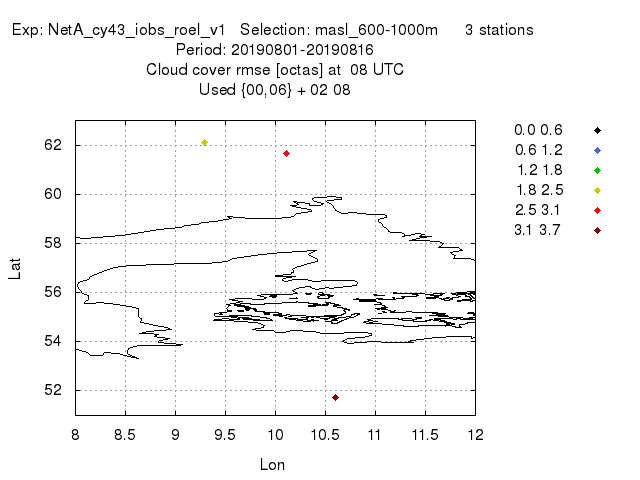 Exp: NetA_cy43_iobs_roel_v1   Selection: masl_600-1000m      3 stations
Period: 20190801-20190816
Cloud cover rmse [octas] at  08 UTC
Used {00,06} + 02 08
0.0 0.6
0.6 1.2
1.2 1.8
1.8 2.5
2.5 3.1
3.1 3.7
62
60
58
56
54
52
Lat
8 8.5 9 9.5 10 10.5 11 11.5 12
Lon